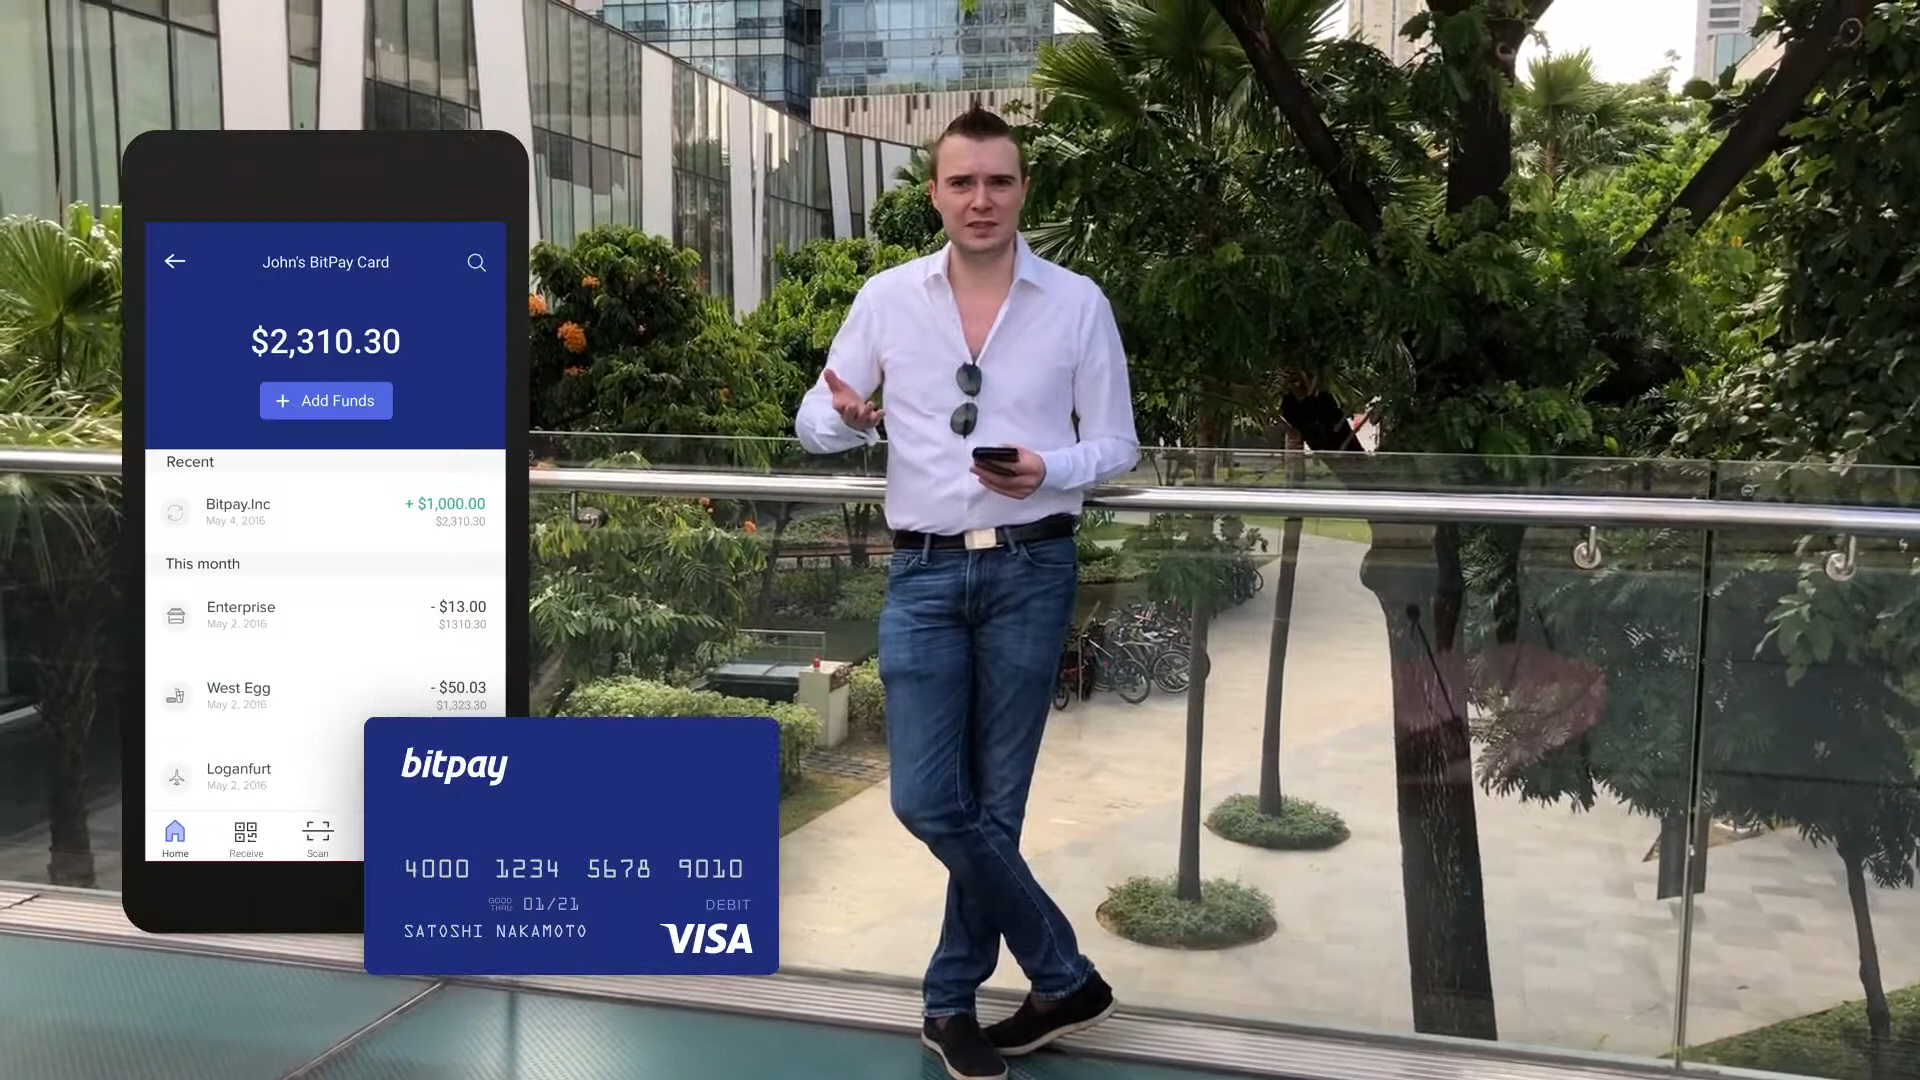 John's BitPay Card
$2,310.30
+ Add Funds
Recent
Bitpay.Inc + $1,000.00
May 4, 2016 $2,310.30
This month
Enterprise - $13.00
May 2, 2016 $1310.30
West Egg - $50.03
May 2, 2016 $1,323.30
Loganfurt
May 2, 2016
Home Receive Scan
bitpay
4000 1234 5678 9010
GOOD THRU 01/21 DEBIT
SATOSHI NAKAMOTO VISA